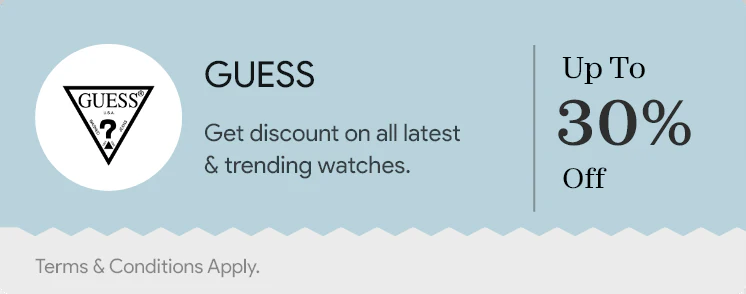 GUESS®
U.S.A.
?
GUESS
Get discount on all latest
& trending watches.
Up To
30%
Off
Terms & Conditions Apply.